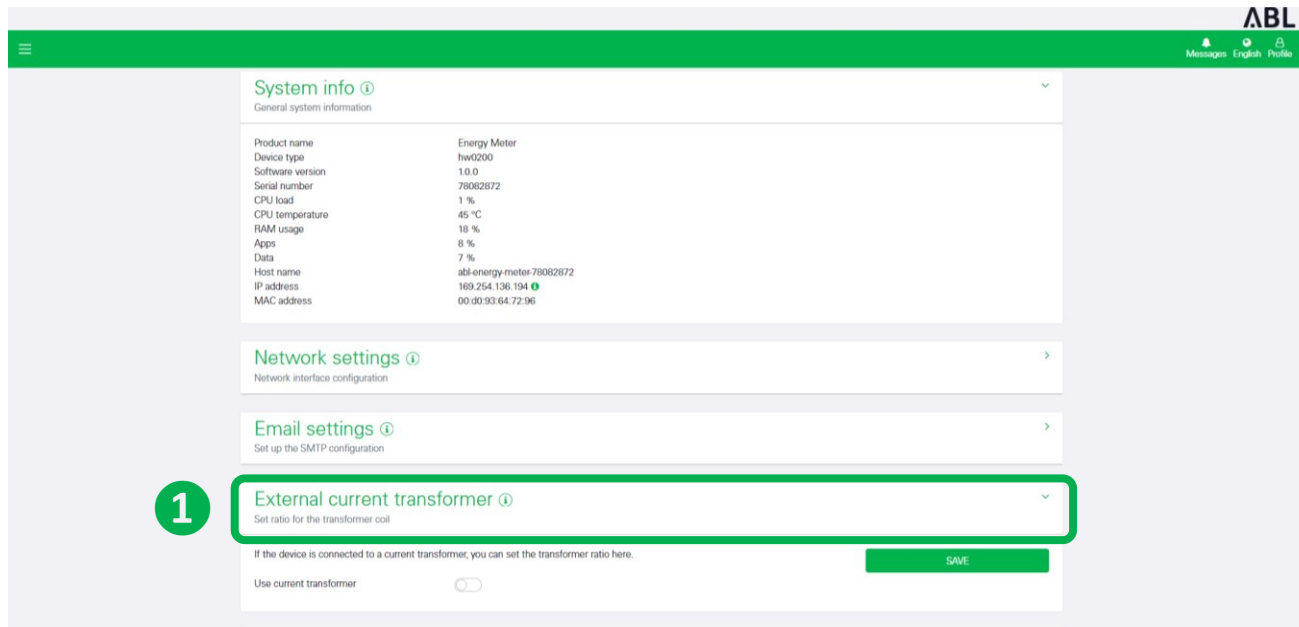 ABL
Messages English Profile
System info
General system information
Product name Energy Meter
Device type hw0200
Software version 1.0.0
Serial number 78082872
CPU load 1 %
CPU temperature 45 °C
RAM usage 18 %
Apps 8 %
Data 7 %
Host name abl-energy-meter-78082872
IP address 169.254.136.194
MAC address 00:d0:93:64:72:96
Network settings
Network interface configuration
Email settings
Set up the SMTP configuration
1
External current transformer
Set ratio for the transformer coil
If the device is connected to a current transformer, you can set the transformer ratio here.
SAVE
Use current transformer